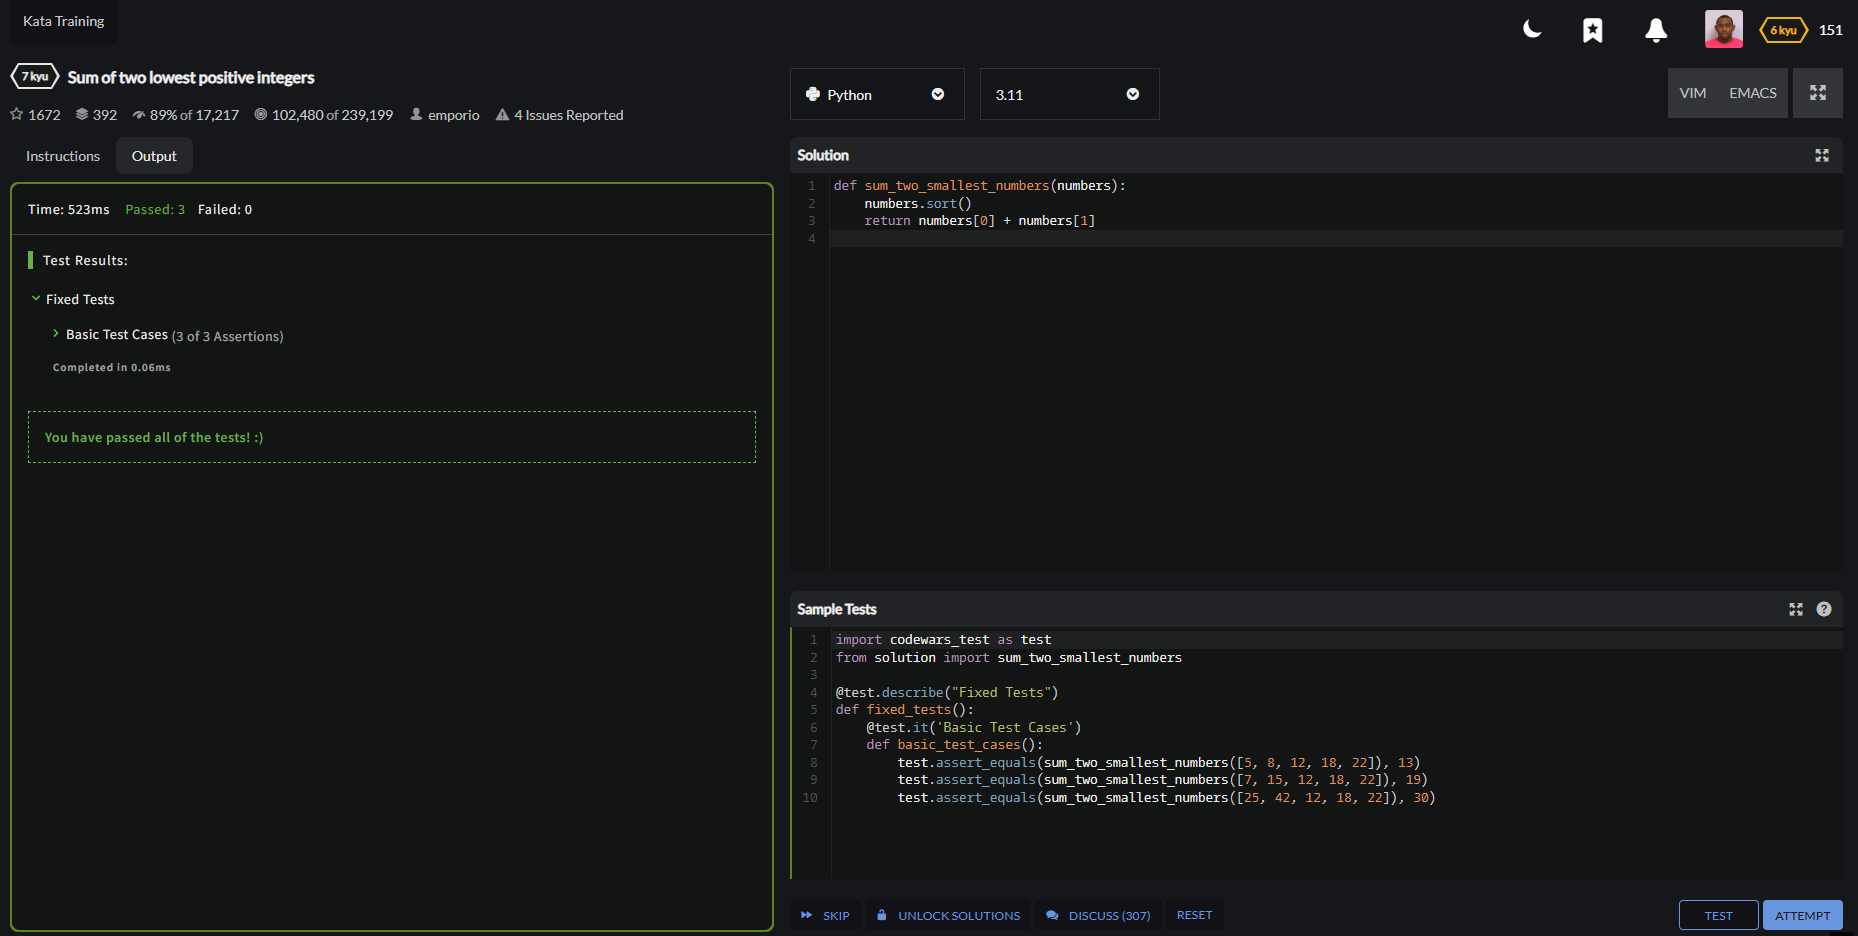 Kata Training
6 kyu 151
7 kyu Sum of two lowest positive integers
1672 392 89% of 17,217 102,480 of 239,199 emporio 4 Issues Reported
Instructions Output
Time: 523ms Passed: 3 Failed: 0
Test Results:
Fixed Tests
Basic Test Cases (3 of 3 Assertions)
Completed in 0.06ms
You have passed all of the tests! :)
Python 3.11 VIM EMACS
Solution
1 def sum_two_smallest_numbers(numbers):
2     numbers.sort()
3     return numbers[0] + numbers[1]
4
Sample Tests
1 import codewars_test as test
2 from solution import sum_two_smallest_numbers
3
4 @test.describe("Fixed Tests")
5 def fixed_tests():
6     @test.it('Basic Test Cases')
7     def basic_test_cases():
8         test.assert_equals(sum_two_smallest_numbers([5, 8, 12, 18, 22]), 13)
9         test.assert_equals(sum_two_smallest_numbers([7, 15, 12, 18, 22]), 19)
10         test.assert_equals(sum_two_smallest_numbers([25, 42, 12, 18, 22]), 30)
SKIP UNLOCK SOLUTIONS DISCUSS (307) RESET TEST ATTEMPT